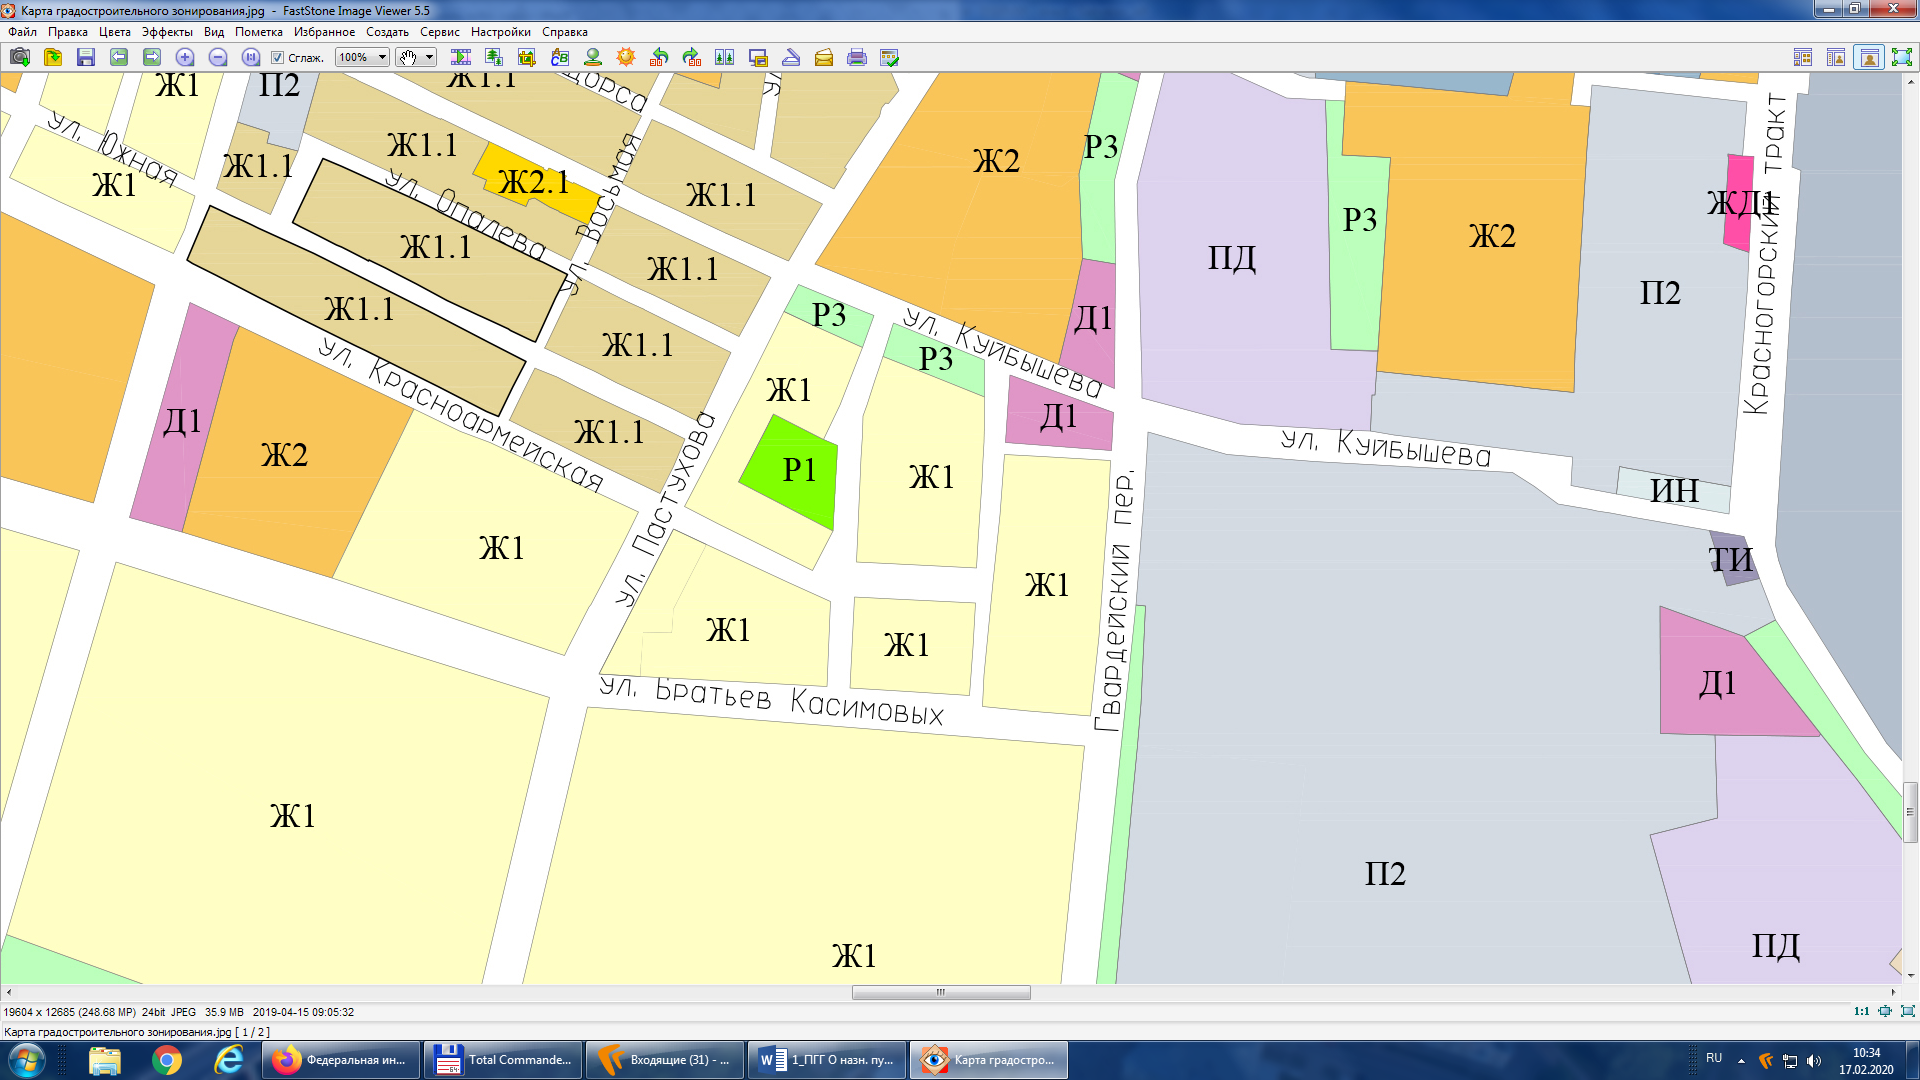 Карта градостроительного зонирования.jpg - FastStone Image Viewer 5.5
Файл Правка Цвета Эффекты Вид Пометка Избранное Создать Сервис Настройки Справка
Сглаж. 100%
Ж1
П2
Ж1.1
Щорса
ул. Южная
Ж1
Ж1.1
Ж1.1
ул. Опалева
Ж2.1
ул. Восьмая
Ж1.1
Ж2
Р3
ПД
Р3
Ж2
П2
ЖД1
Красногорский тракт
Ж1.1
Ж1.1
Ж1.1
Ж1.1
Р3
ул. Куйбышева
Р3
Д1
Д1
ул. Красноармейская
Ж1.1
Ж1
Д1
Ж2
Р1
Ж1
ул. Куйбышева
ИН
ул. Пастухова
Ж1
Ж1
Гвардейский пер.
ТИ
Ж1
Ж1
ул. Братьев Касимовых
Д1
Ж1
П2
Ж1
ПД
19604 x 12685 (248.68 MP) 24bit JPEG 35.9 MB 2019-04-15 09:05:32
1:1
Карта градостроительного зонирования.jpg [ 1 / 2 ]
Федеральная ин...
Total Commande...
Входящие (31) - ...
1_ПГГ О назн. пу...
Карта градостро...
RU
10:34
17.02.2020